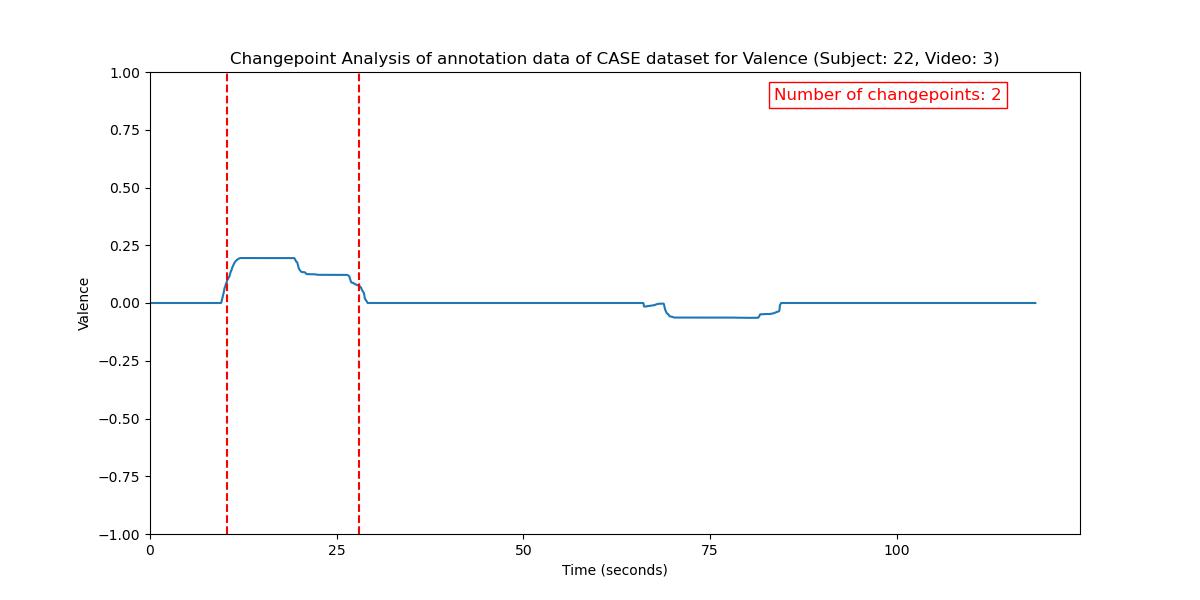 Changepoint Analysis of annotation data of CASE dataset for Valence (Subject: 22, Video: 3)
Number of changepoints: 2
1.00
0.75
0.50
0.25
0.00
−0.25
−0.50
−0.75
−1.00
Valence
0 25 50 75 100
Time (seconds)